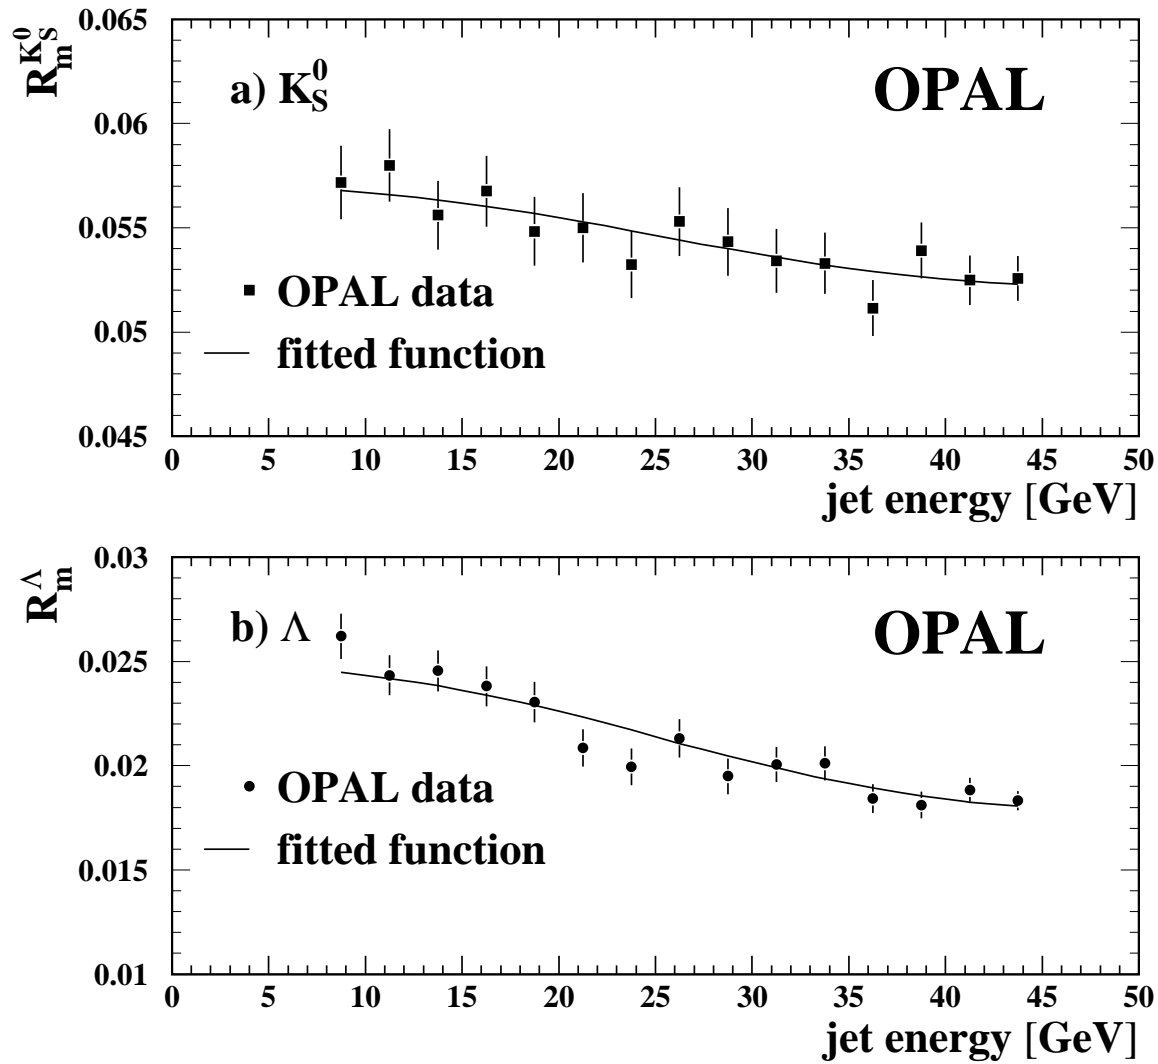 R_m^{K_S^0}
0.065
0.06
0.055
0.05
0.045
a) K_S^0
OPAL
OPAL data
fitted function
0 5 10 15 20 25 30 35 40 45 50
jet energy [GeV]
R_m^Λ
0.03
0.025
0.02
0.015
0.01
b) Λ
OPAL
OPAL data
fitted function
0 5 10 15 20 25 30 35 40 45 50
jet energy [GeV]